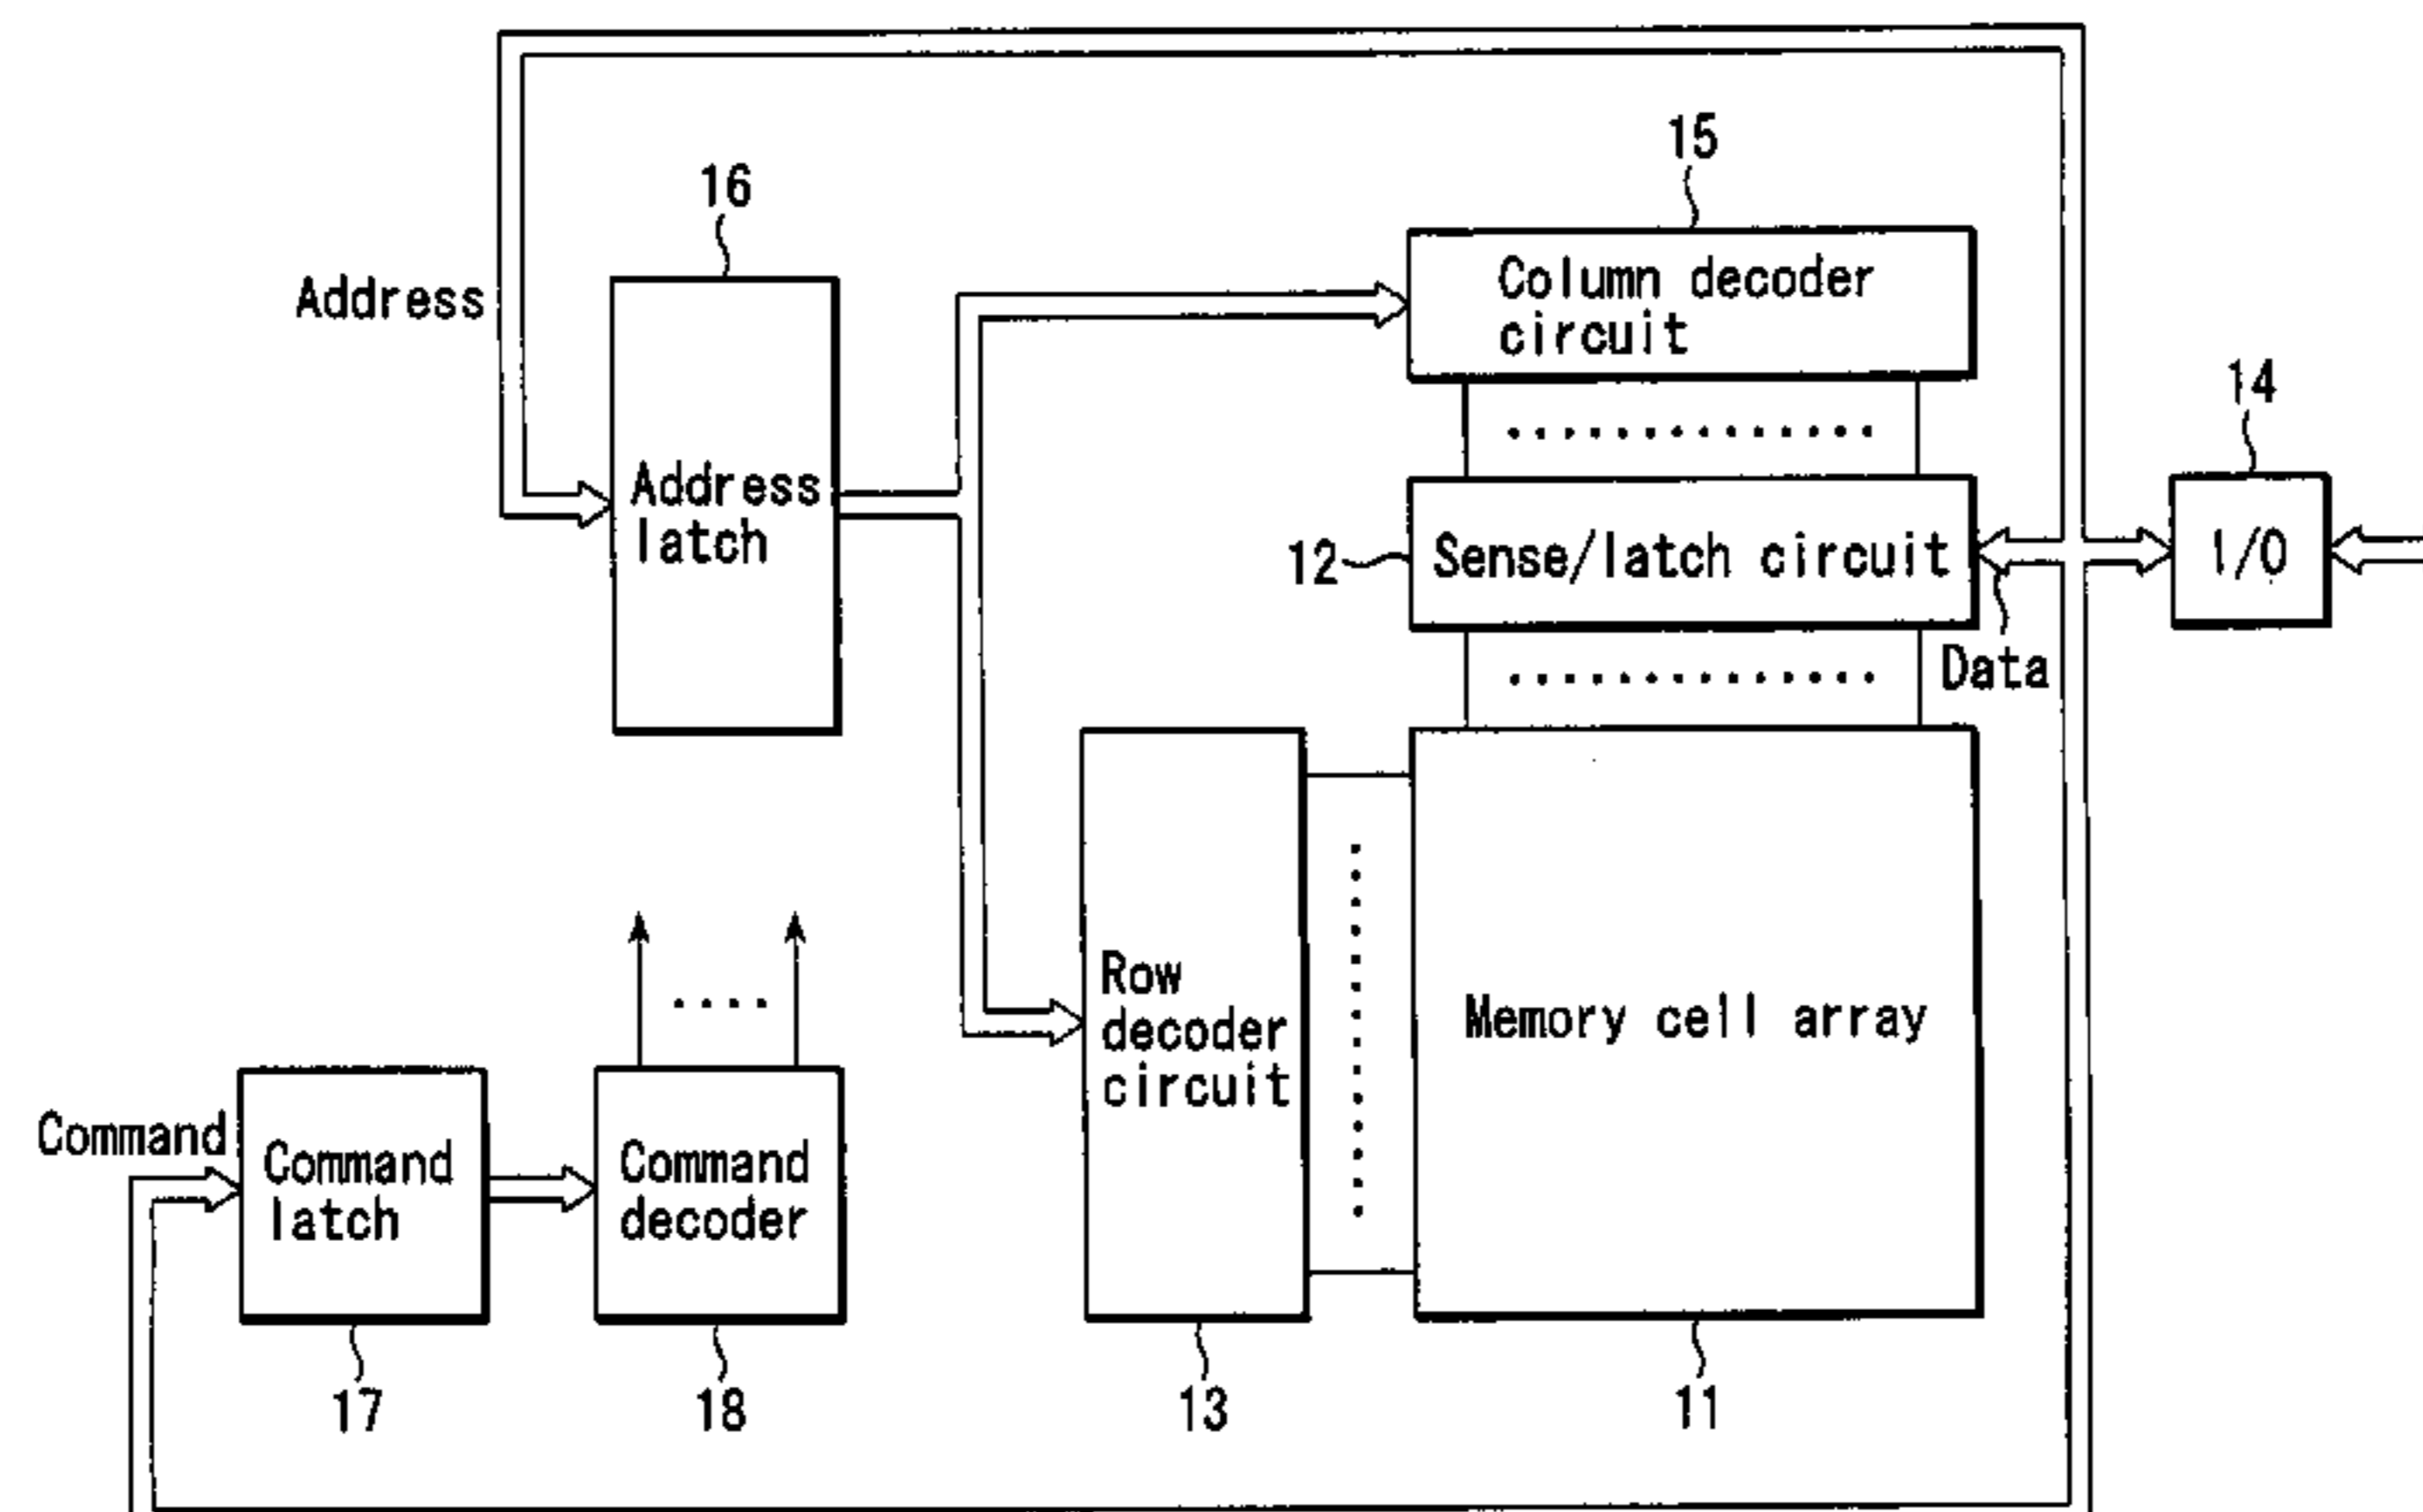 15
16
Column decoder
circuit
Address
14
Address
latch
12
Sense/latch circuit
I/O
Data
Row
decoder
circuit
Memory cell array
Command
Command
latch
Command
decoder
17
18
13
11